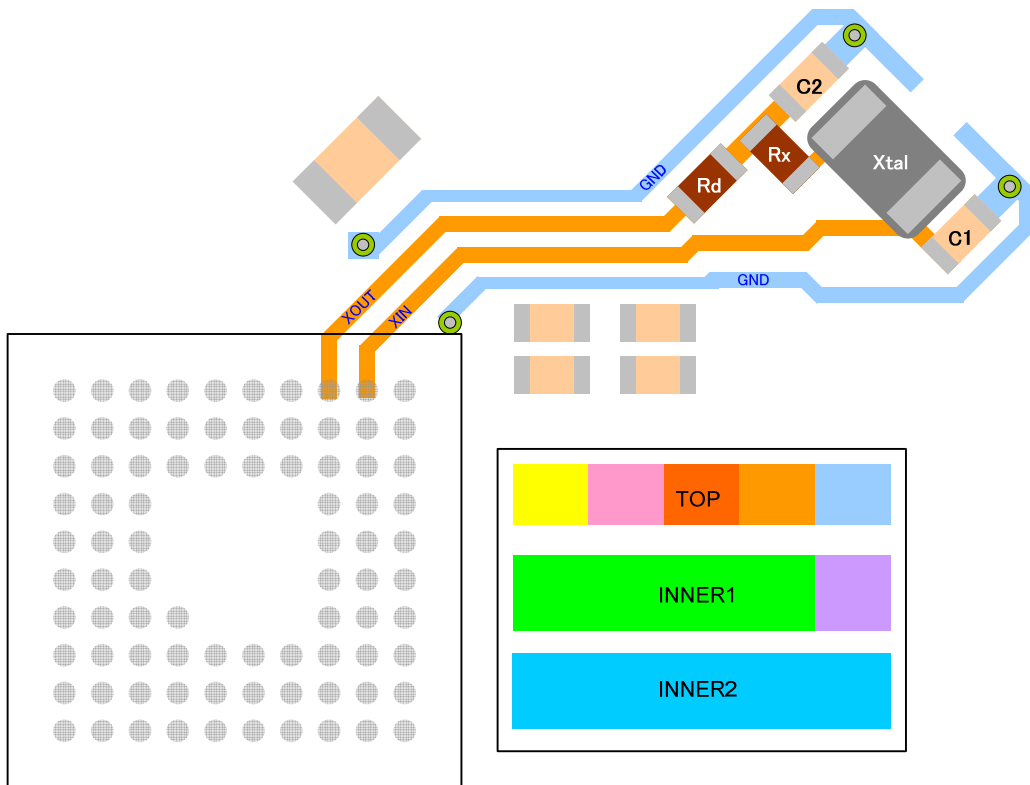 C2
Rx
Xtal
GND
Rd
C1
GND
XOUT
XIN
TOP
INNER1
INNER2